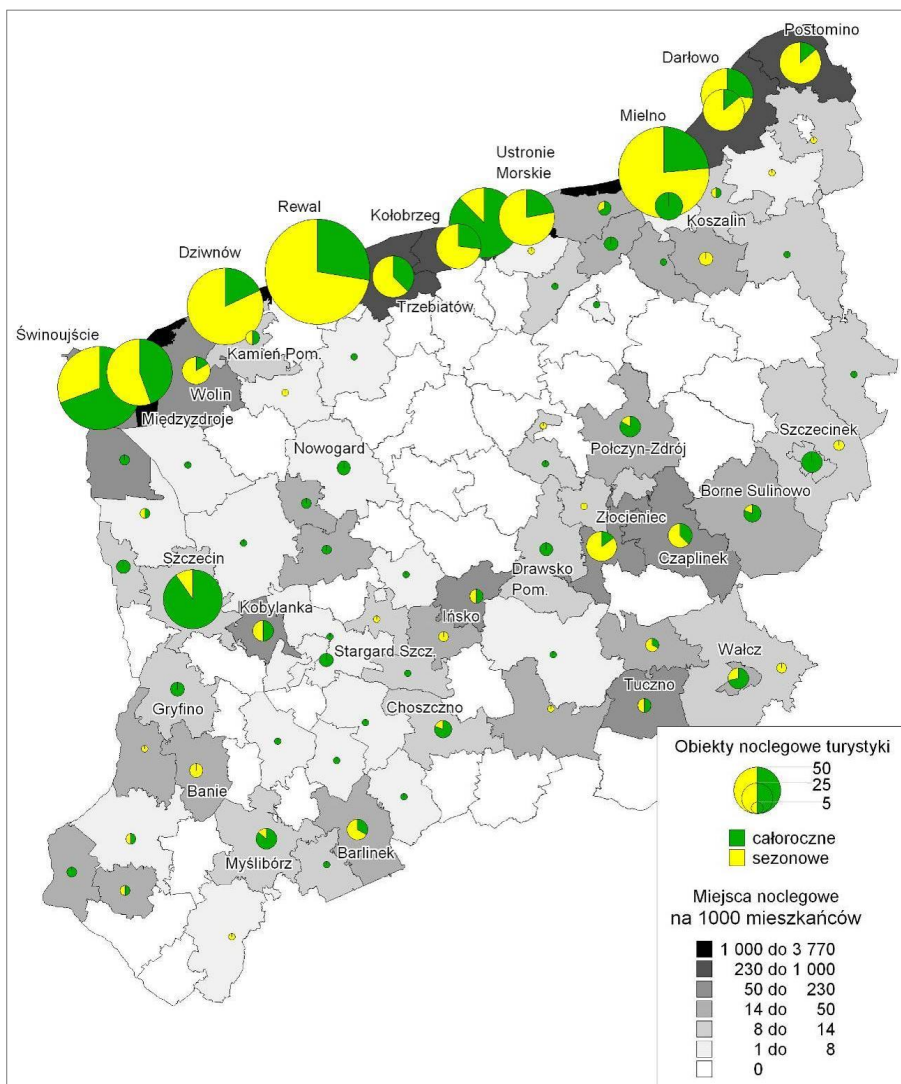 Postomino
Darłowo
Mielno
Ustronie
Morskie
Rewal
Kołobrzeg
Koszalin
Dziwnów
Trzebiatów
Świnoujście
Kamień Pom.
Wolin
Międzyzdroje
Szczecinek
Nowogard
Połczyn-Zdrój
Borne Sulinowo
Złocieniec
Szczecin
Czaplinek
Drawsko
Pom.
Kobylanka
Ińsko
Stargard Szcz.
Wałcz
Tuczno
Gryfino
Choszczno
Banie
Barlinek
Myślibórz
Obiekty noclegowe turystyki
50
25
5
całoroczne
sezonowe
Miejsca noclegowe
na 1000 mieszkańców
1 000 do 3 770
230 do 1 000
50 do 230
14 do 50
8 do 14
1 do 8
0